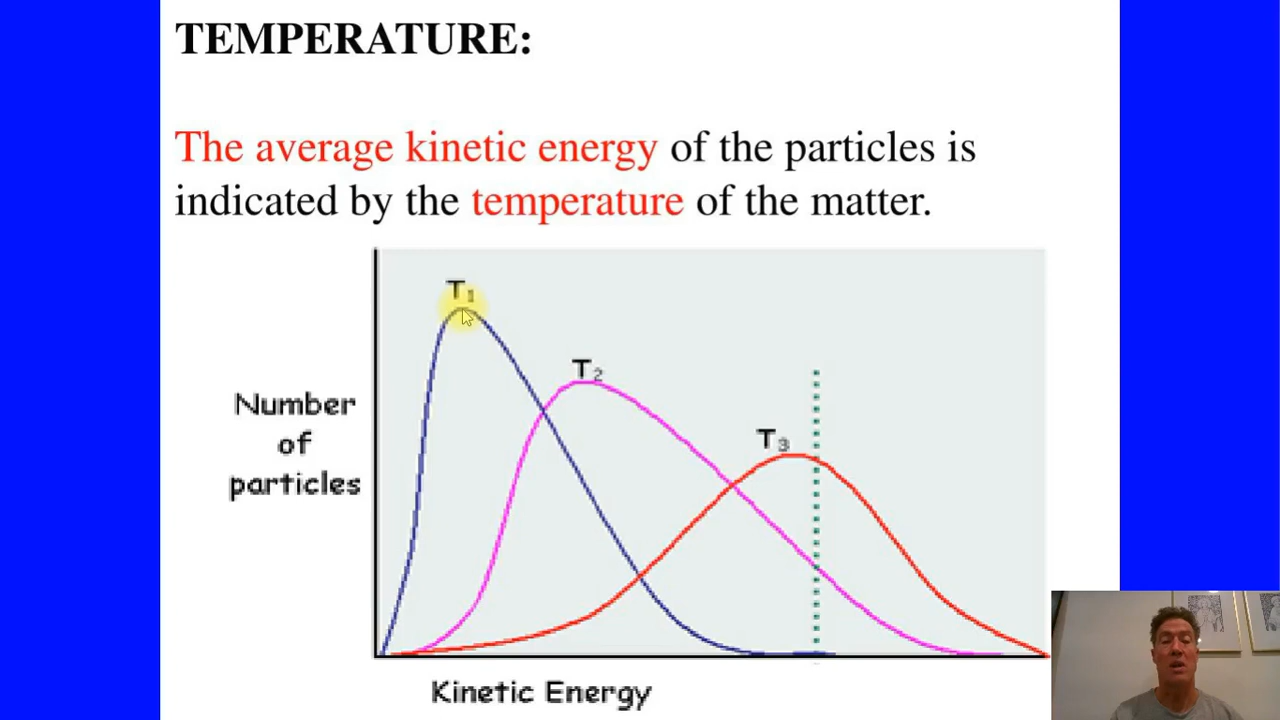 TEMPERATURE:
The average kinetic energy of the particles is
indicated by the temperature of the matter.
T₁
T₂
T₃
Number
of
particles
Kinetic Energy